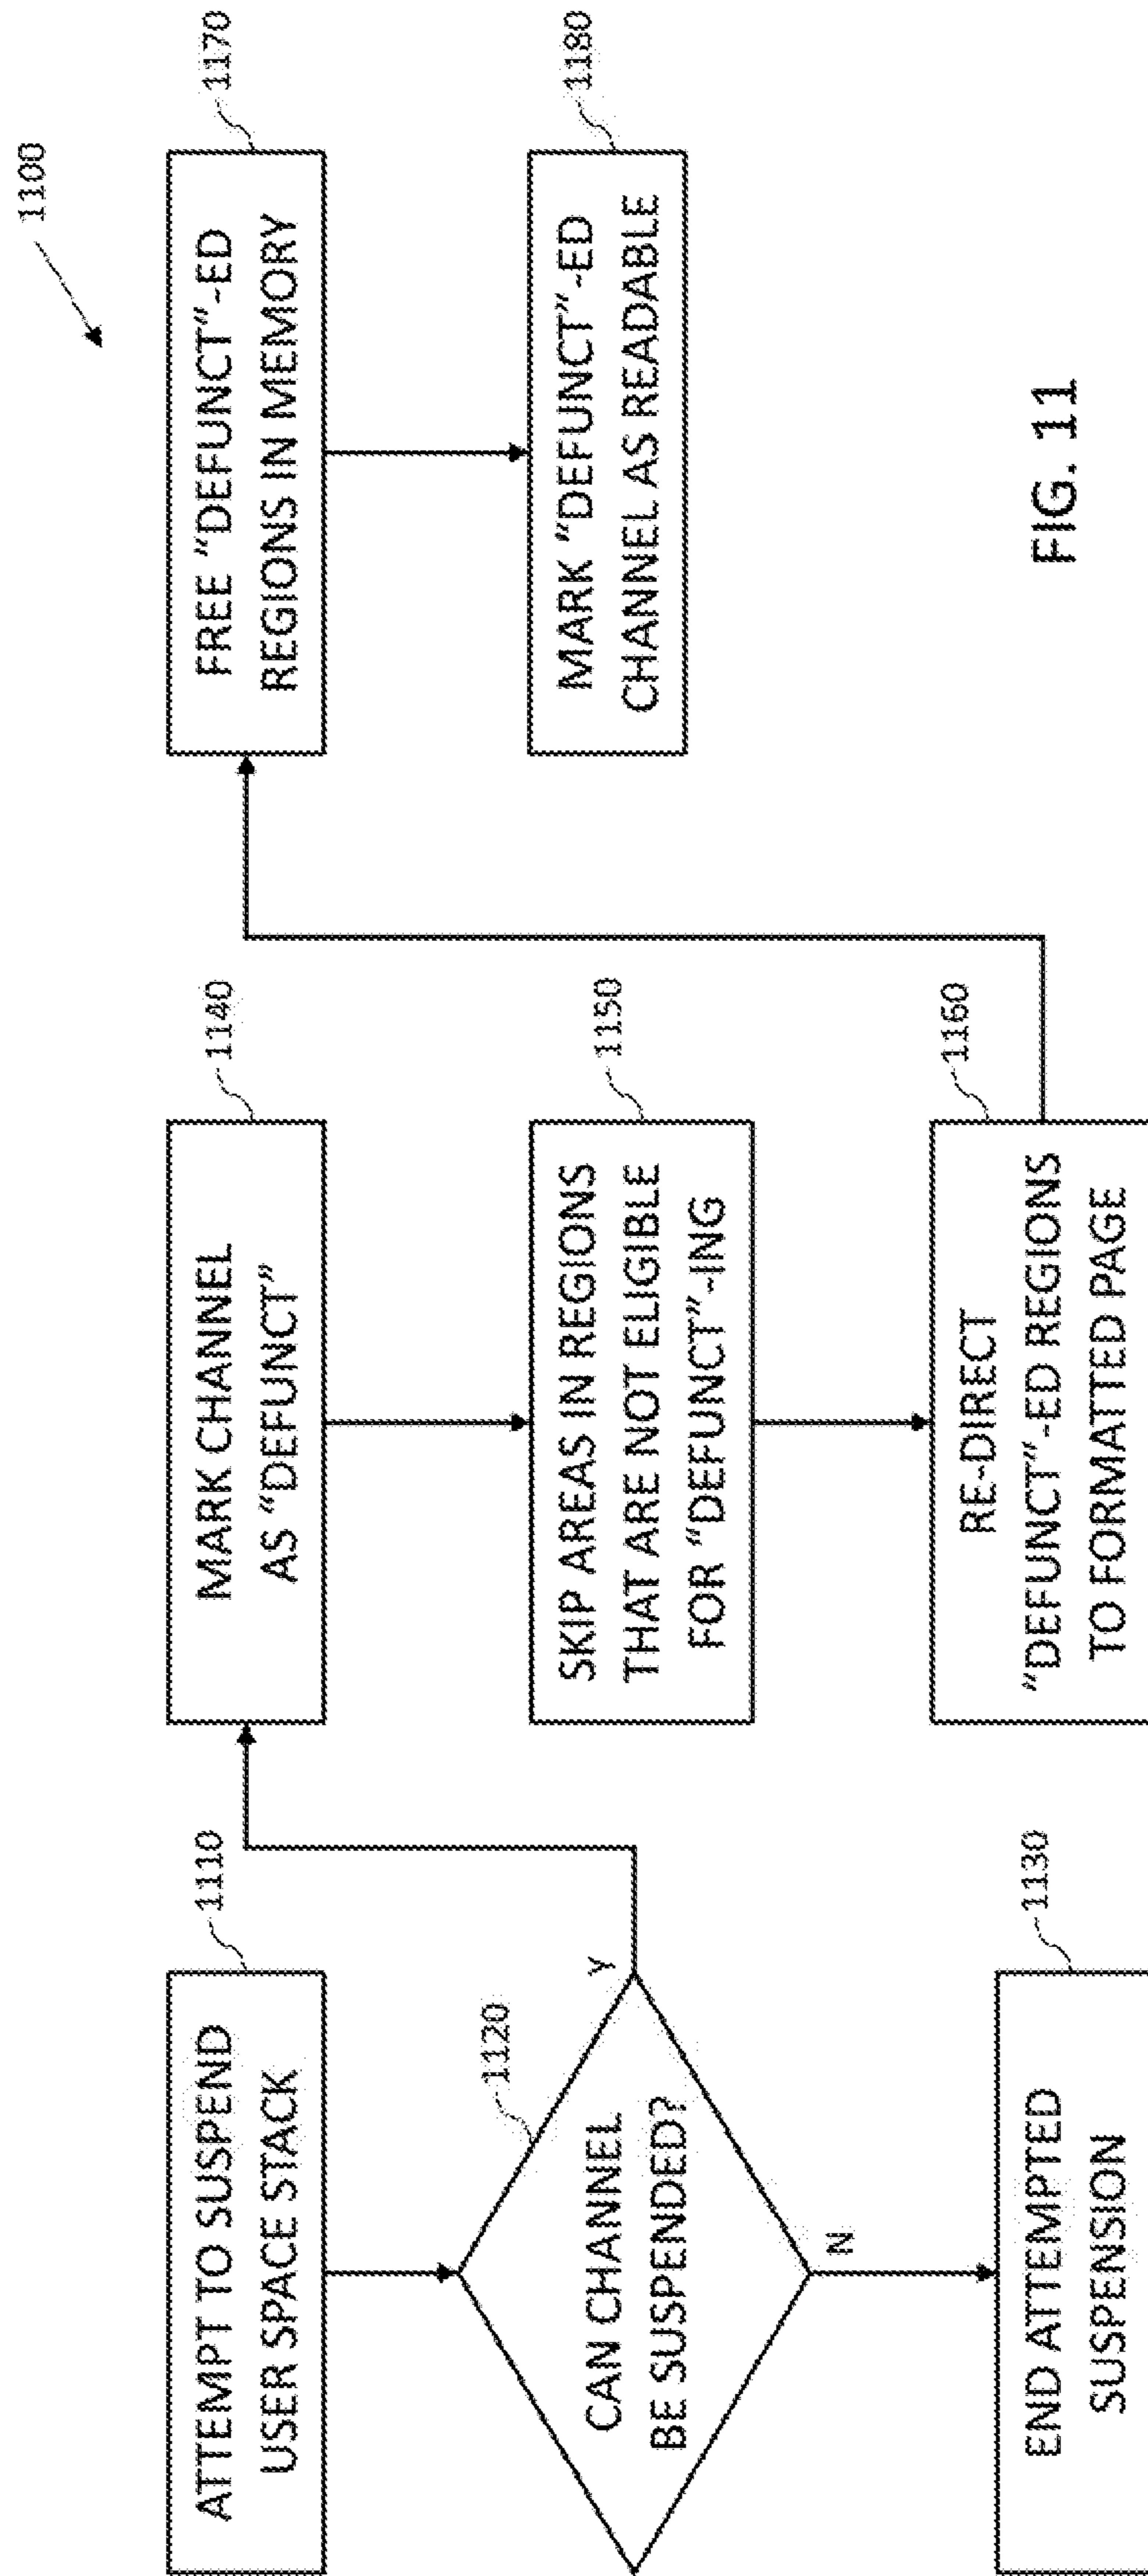 1100
1110
ATTEMPT TO SUSPEND
USER SPACE STACK
1120
CAN CHANNEL
BE SUSPENDED?
Y
N
1130
END ATTEMPTED
SUSPENSION
1140
MARK CHANNEL
AS "DEFUNCT"
1150
SKIP AREAS IN REGIONS
THAT ARE NOT ELIGIBLE
FOR "DEFUNCT"-ING
1160
RE-DIRECT
"DEFUNCT"-ED REGIONS
TO FORMATTED PAGE
1170
FREE "DEFUNCT"-ED
REGIONS IN MEMORY
1180
MARK "DEFUNCT"-ED
CHANNEL AS READABLE
FIG. 11